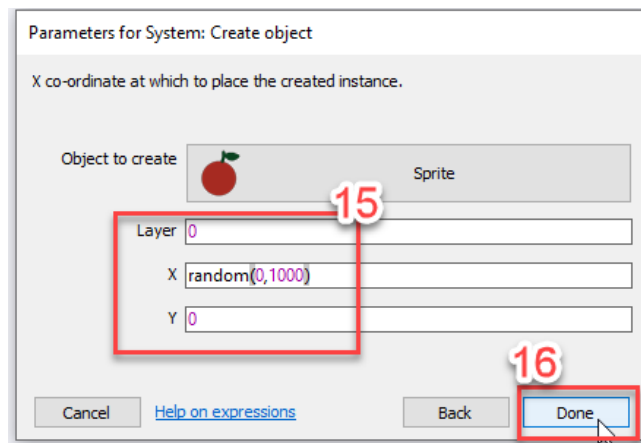 Parameters for System: Create object
X co-ordinate at which to place the created instance.
Object to create Sprite
15
Layer 0
X random(0,1000)
Y 0
16
Cancel Help on expressions Back Done